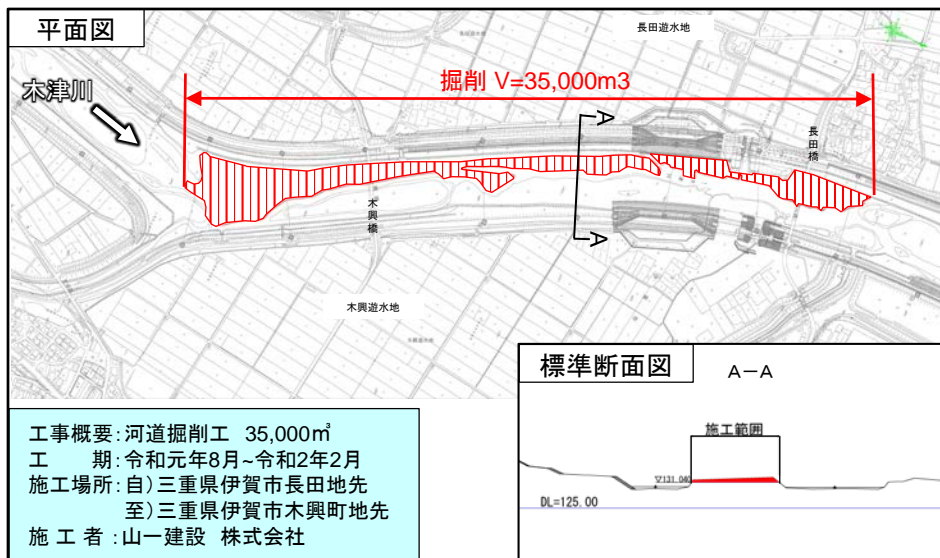 平面図
長田遊水地
木津川
掘削 V=35,000m3
A
長田橋
木興橋
A
木興遊水地
標準断面図
A-A
施工範囲
▽131.040
DL=125.00
工事概要:河道掘削工 35,000㎥
工 期:令和元年8月~令和2年2月
施工場所:自)三重県伊賀市長田地先
至)三重県伊賀市木興町地先
施 工 者 :山一建設 株式会社